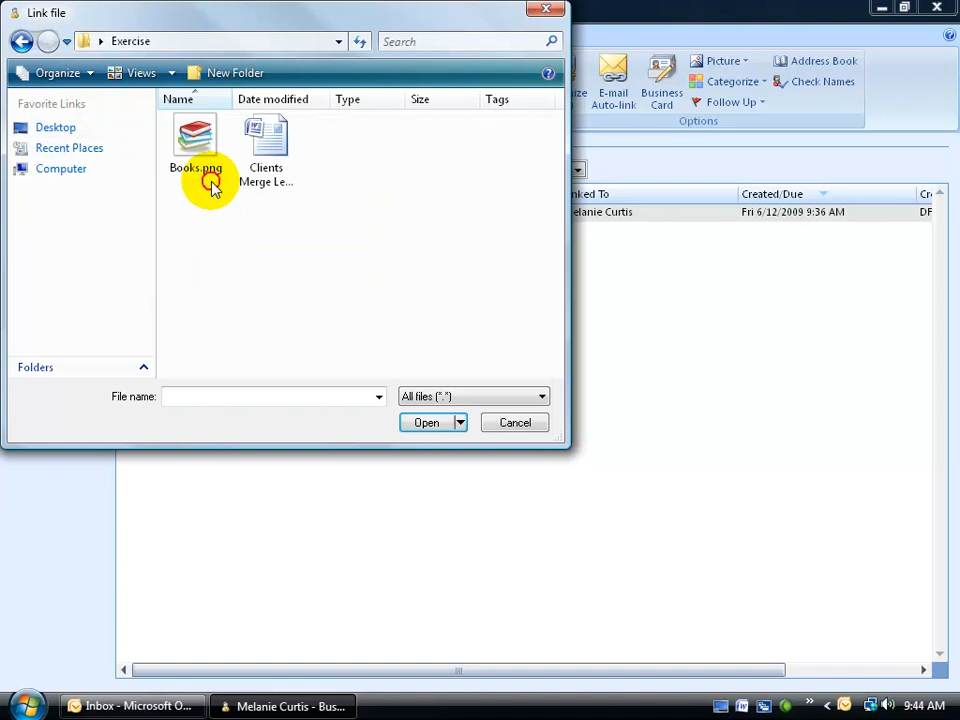 Link file
Exercise
Search
Organize
Views
New Folder
Favorite Links
Desktop
Recent Places
Computer
Folders
Name
Date modified
Type
Size
Tags
Books.png
Clients
Merge Le...
File name:
All files (*.*)
Open
Cancel
E-mail
Auto-link
Business
Card
Picture
Categorize
Follow Up
Address Book
Check Names
Options
Created/Due
elanie Curtis
Fri 6/12/2009 9:36 AM
Inbox - Microsoft O...
Melanie Curtis - Bus...
9:44 AM